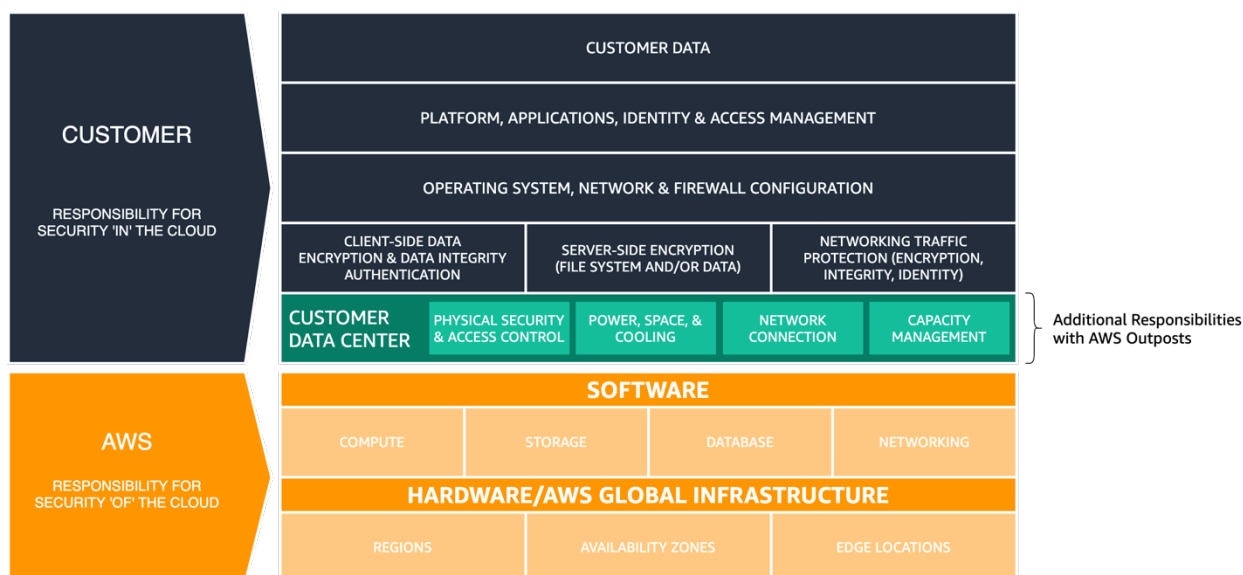 CUSTOMER
RESPONSIBILITY FOR
SECURITY 'IN' THE CLOUD
CUSTOMER DATA
PLATFORM, APPLICATIONS, IDENTITY & ACCESS MANAGEMENT
OPERATING SYSTEM, NETWORK & FIREWALL CONFIGURATION
CLIENT-SIDE DATA
ENCRYPTION & DATA INTEGRITY
AUTHENTICATION
SERVER-SIDE ENCRYPTION
(FILE SYSTEM AND/OR DATA)
NETWORKING TRAFFIC
PROTECTION (ENCRYPTION,
INTEGRITY, IDENTITY)
CUSTOMER
DATA CENTER
PHYSICAL SECURITY
& ACCESS CONTROL
POWER, SPACE, &
COOLING
NETWORK
CONNECTION
CAPACITY
MANAGEMENT
Additional Responsibilities
with AWS Outposts
AWS
RESPONSIBILITY FOR
SECURITY 'OF' THE CLOUD
SOFTWARE
COMPUTE
STORAGE
DATABASE
NETWORKING
HARDWARE/AWS GLOBAL INFRASTRUCTURE
REGIONS
AVAILABILITY ZONES
EDGE LOCATIONS